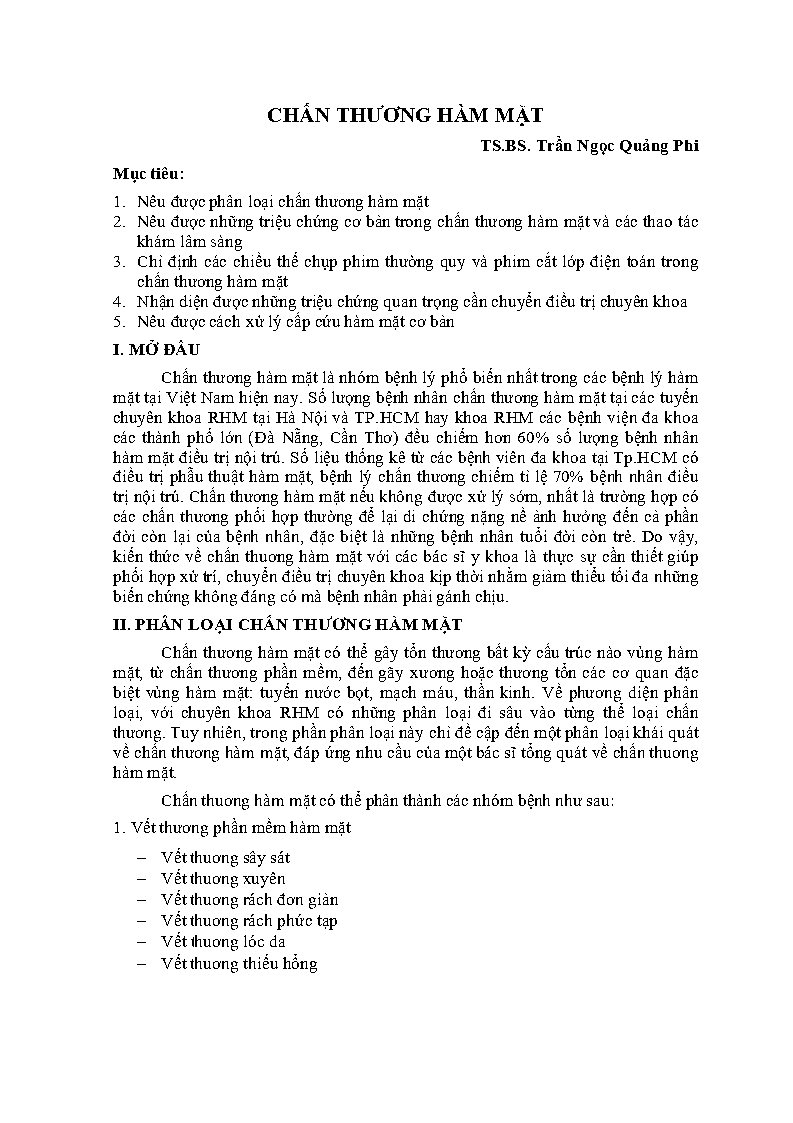 CHẤN THƯƠNG HÀM MẶT
TS.BS. Trần Ngọc Quảng Phi
Mục tiêu:
1. Nêu được phân loại chấn thương hàm mặt
2. Nêu được những triệu chứng cơ bản trong chấn thương hàm mặt và các thao tác
khám lâm sàng
3. Chỉ định các chiều thế chụp phim thường quy và phim cắt lớp điện toán trong
chấn thương hàm mặt
4. Nhận diện được những triệu chứng quan trọng cần chuyển điều trị chuyên khoa
5. Nêu được cách xử lý cấp cứu hàm mặt cơ bản
I. MỞ ĐẦU
Chấn thương hàm mặt là nhóm bệnh lý phổ biến nhất trong các bệnh lý hàm
mặt tại Việt Nam hiện nay. Số lượng bệnh nhân chấn thương hàm mặt tại các tuyến
chuyên khoa RHM tại Hà Nội và TP.HCM hay khoa RHM các bệnh viện đa khoa
các thành phố lớn (Đà Nẵng, Cần Thơ) đều chiếm hơn 60% số lượng bệnh nhân
hàm mặt điều trị nội trú. Số liệu thống kê từ các bệnh viên đa khoa tại Tp.HCM có
điều trị phẫu thuật hàm mặt, bệnh lý chấn thương chiếm tỉ lệ 70% bệnh nhân điều
trị nội trú. Chấn thương hàm mặt nếu không được xử lý sớm, nhất là trường hợp có
các chấn thương phối hợp thường để lại di chứng nặng nề ảnh hưởng đến cả phần
đời còn lại của bệnh nhân, đặc biệt là những bệnh nhân tuổi đời còn trẻ. Do vậy,
kiến thức về chấn thuơng hàm mặt với các bác sĩ y khoa là thực sự cần thiết giúp
phối hợp xử trí, chuyển điều trị chuyên khoa kịp thời nhằm giảm thiểu tối đa những
biến chứng không đáng có mà bệnh nhân phải gánh chịu.
II. PHÂN LOẠI CHẤN THƯƠNG HÀM MẶT
Chấn thương hàm mặt có thể gây tổn thương bất kỳ cấu trúc nào vùng hàm
mặt, từ chấn thương phần mềm, đến gãy xương hoặc thương tổn các cơ quan đặc
biệt vùng hàm mặt: tuyến nước bọt, mạch máu, thần kinh. Về phương diện phân
loại, với chuyên khoa RHM có những phân loại đi sâu vào từng thể loại chấn
thương. Tuy nhiên, trong phần phân loại này chỉ đề cập đến một phân loại khái quát
về chấn thương hàm mặt, đáp ứng nhu cầu của một bác sĩ tổng quát về chấn thuơng
hàm mặt.
Chấn thuơng hàm mặt có thể phân thành các nhóm bệnh như sau:
1. Vết thương phần mềm hàm mặt
– Vết thuơng sây sát
– Vết thuơng xuyên
– Vết thuơng rách đơn giản
– Vết thuơng rách phức tạp
– Vết thuơng lóc da
– Vết thuơng thiếu hổng